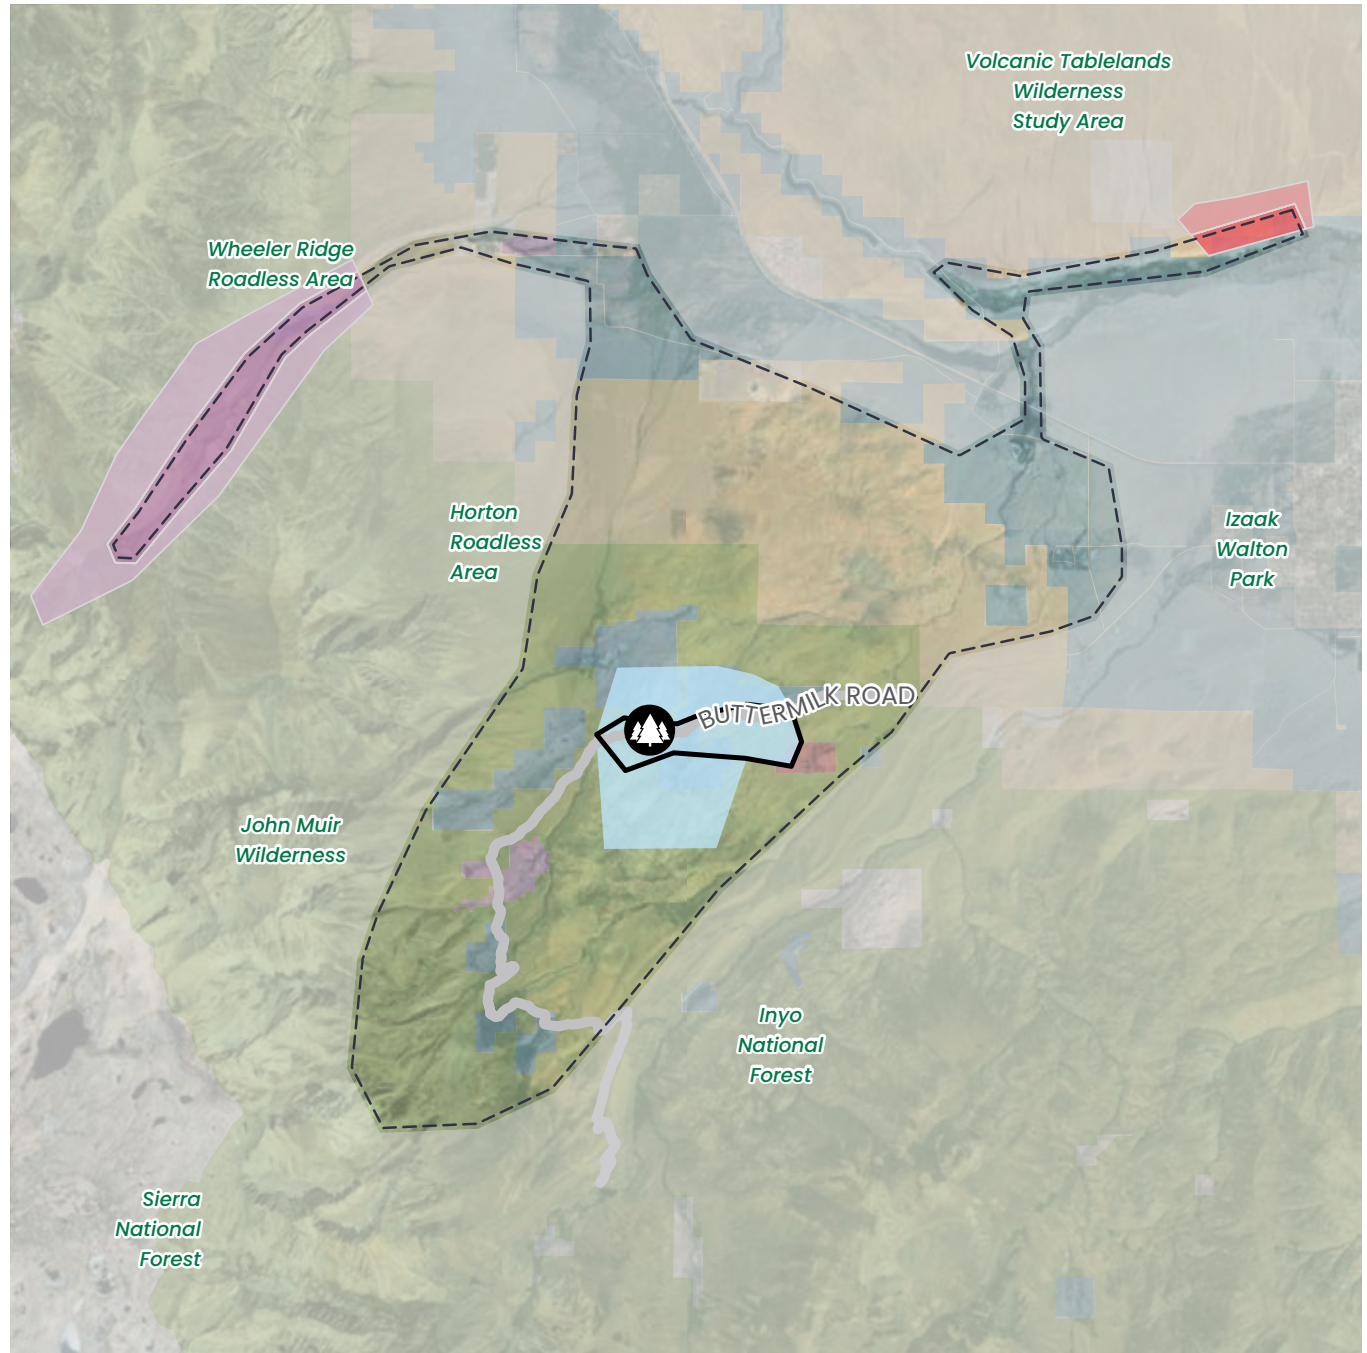 Volcanic Tablelands
Wilderness
Study Area
Wheeler Ridge
Roadless Area
Horton
Roadless
Area
Izaak
Walton
Park
BUTTERMILK ROAD
John Muir
Wilderness
Inyo
National
Forest
Sierra
National
Forest